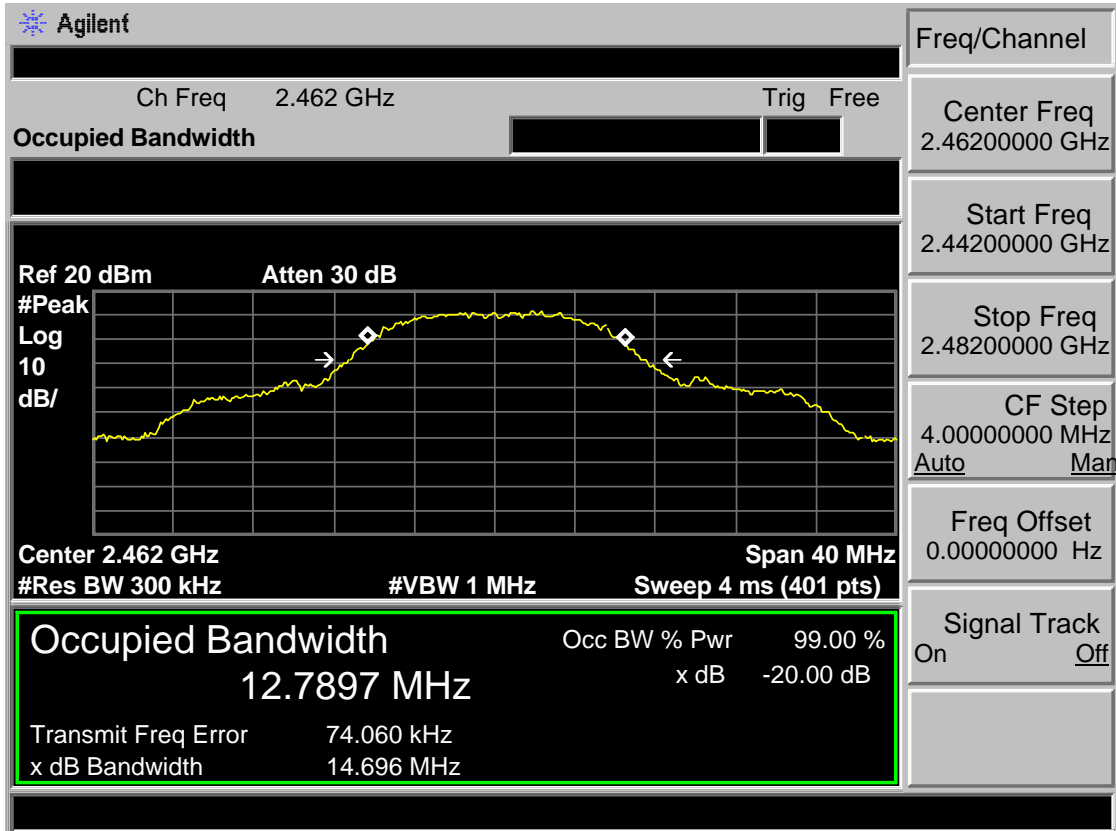 Agilent
Freq/Channel
Ch Freq 2.462 GHz Trig Free
Occupied Bandwidth
Center Freq
2.46200000 GHz
Start Freq
2.44200000 GHz
Stop Freq
2.48200000 GHz
CF Step
4.00000000 MHz
Auto Man
Freq Offset
0.00000000 Hz
Signal Track
On Off
Ref 20 dBm Atten 30 dB
#Peak
Log
10
dB/
Center 2.462 GHz Span 40 MHz
#Res BW 300 kHz #VBW 1 MHz Sweep 4 ms (401 pts)
Occupied Bandwidth
12.7897 MHz
Occ BW % Pwr 99.00 %
x dB -20.00 dB
Transmit Freq Error 74.060 kHz
x dB Bandwidth 14.696 MHz